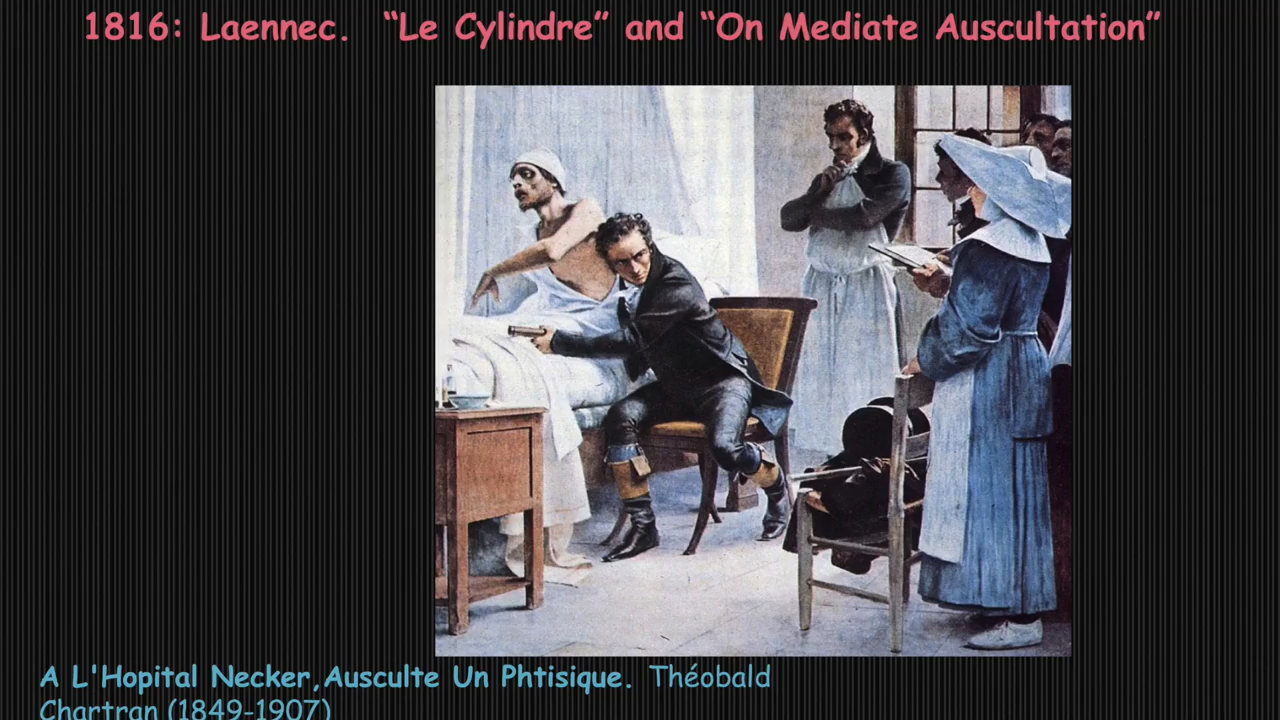 1816: Laennec. “Le Cylindre” and “On Mediate Auscultation”
A L'Hopital Necker,Ausculte Un Phtisique. Théobald
Chartran (1849-1907)